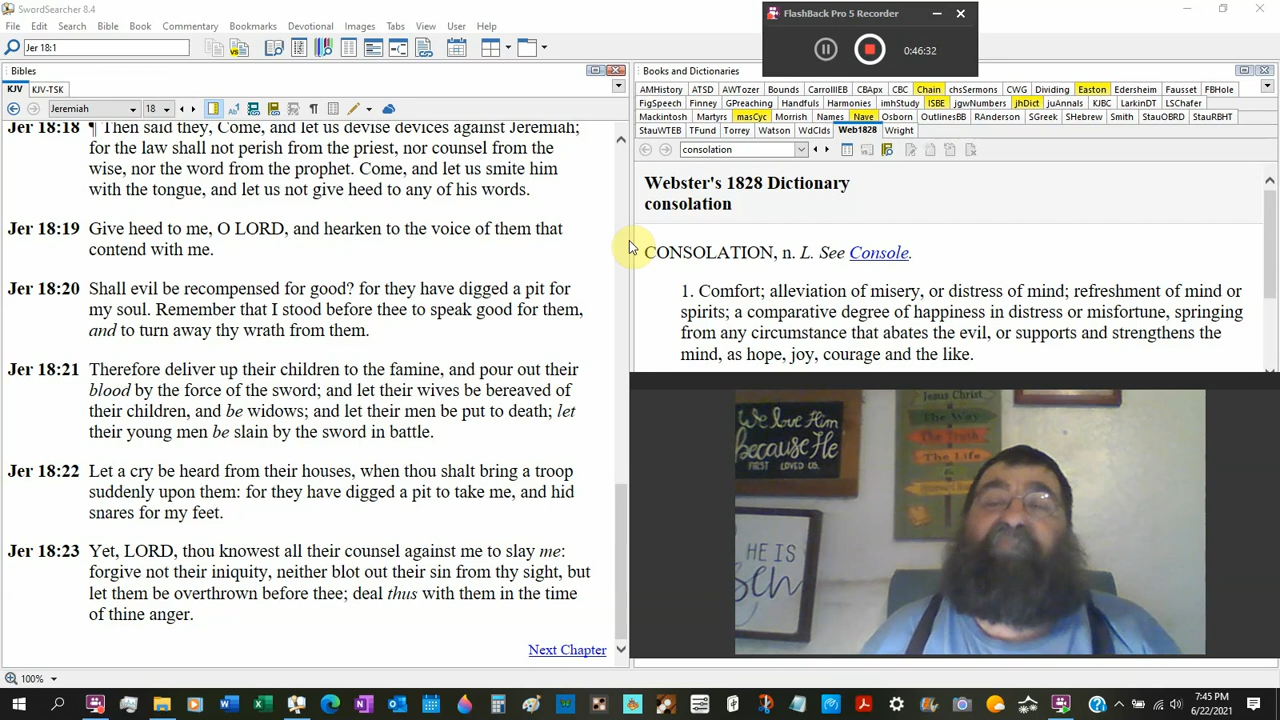 SwordSearcher 8.4
File Edit Search Bible Book Commentary Bookmarks Devotional Images Tabs View User Help
FlashBack Pro 5 Recorder
0:46:32
Jer 18:1
Bibles
KJV KJV-TSK
Jeremiah 18
Jer 18:18 ¶ Then said they, Come, and let us devise devices against Jeremiah;
for the law shall not perish from the priest, nor counsel from the
wise, nor the word from the prophet. Come, and let us smite him
with the tongue, and let us not give heed to any of his words.
Jer 18:19 Give heed to me, O LORD, and hearken to the voice of them that
contend with me.
Jer 18:20 Shall evil be recompensed for good? for they have digged a pit for
my soul. Remember that I stood before thee to speak good for them,
and to turn away thy wrath from them.
Jer 18:21 Therefore deliver up their children to the famine, and pour out their
blood by the force of the sword; and let their wives be bereaved of
their children, and be widows; and let their men be put to death; let
their young men be slain by the sword in battle.
Jer 18:22 Let a cry be heard from their houses, when thou shalt bring a troop
suddenly upon them: for they have digged a pit to take me, and hid
snares for my feet.
Jer 18:23 Yet, LORD, thou knowest all their counsel against me to slay me:
forgive not their iniquity, neither blot out their sin from thy sight, but
let them be overthrown before thee; deal thus with them in the time
of thine anger.
Next Chapter
100%
Books and Dictionaries
AMHistory ATSD AWTozer Bounds CarrollEIB CBApx CBC Chain chsSermons CWG Dividing Easton Edersheim Fausset FBHole
FigSpeech Finney GPreaching Handfuls Harmonies imhStudy ISBE jgwNumbers jhDict juAnnals KJBC LarkinDT LSChafer
Mackintosh Martyrs masCyc Morrish Names Nave Osborn OutlinesBB RAnderson SGreek SHebrew Smith StauOBRD StauRBHT
StauWTEB TFund Torrey Watson WdClds Web1828 Wright
consolation
Webster's 1828 Dictionary
consolation
CONSOLATION, n. L. See Console.
1. Comfort; alleviation of misery, or distress of mind; refreshment of mind or
spirits; a comparative degree of happiness in distress or misfortune, springing
from any circumstance that abates the evil, or supports and strengthens the
mind, as hope, joy, courage and the like.
We love Him
because He
FIRST LOVED US.
Jesus Christ
The Way
The Truth
The Life
HE IS
7:45 PM
6/22/2021